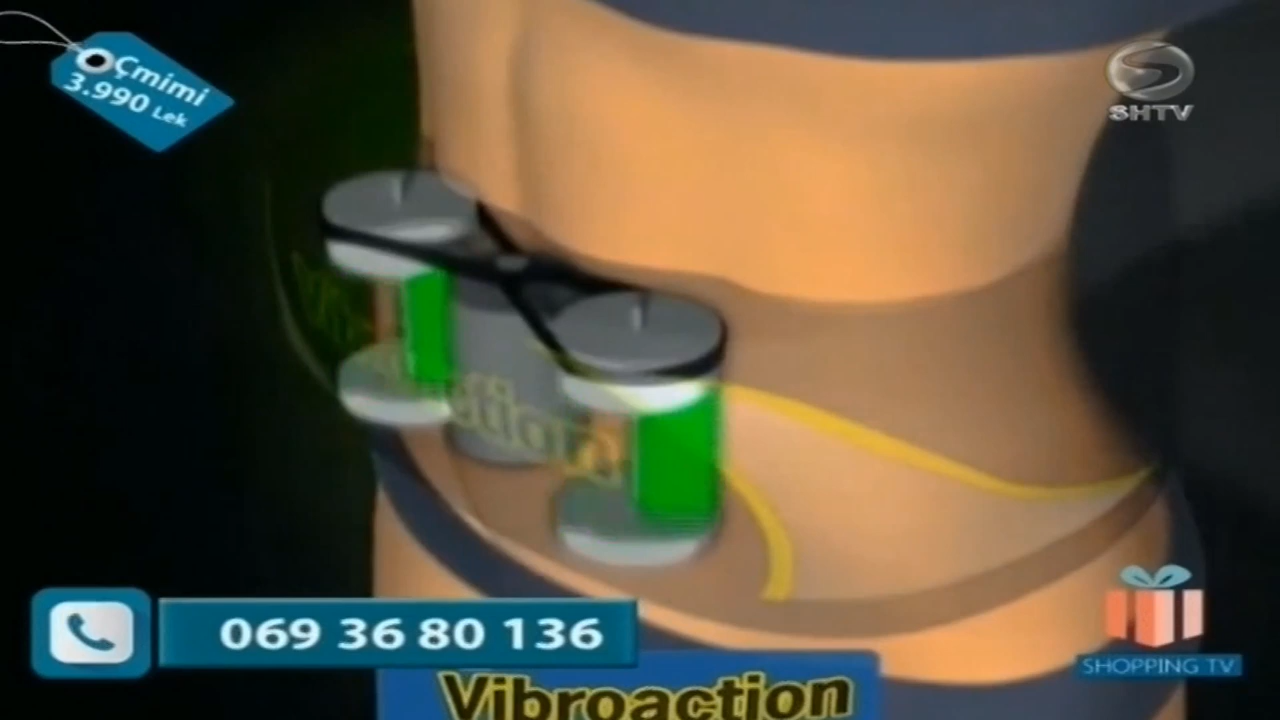 Çmimi
3.990 Lek
SHTV
069 36 80 136
SHOPPING TV
Vibroaction